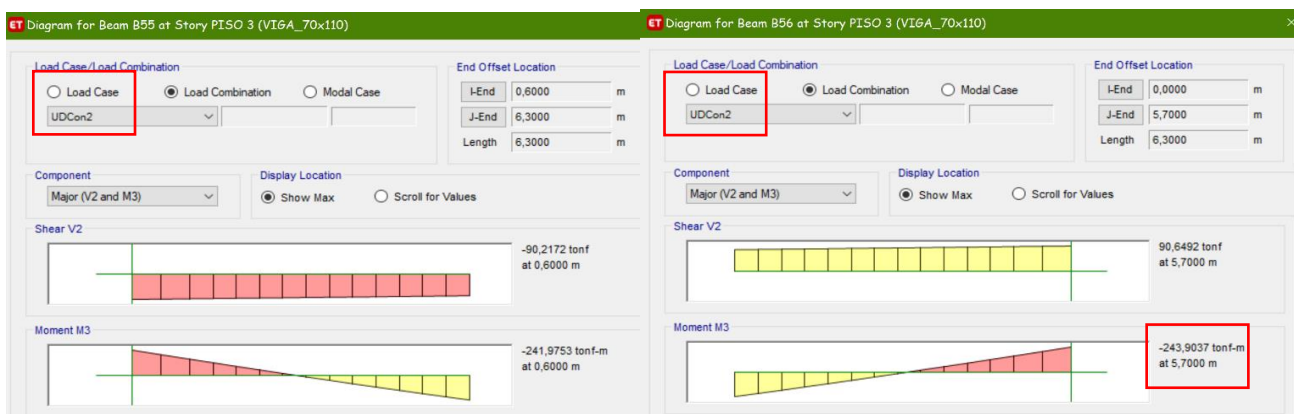 ET Diagram for Beam B55 at Story PISO 3 (VIGA_70x110)
Load Case/Load Combination
Load Case Load Combination Modal Case
UDCon2
End Offset Location
I-End 0,6000 m
J-End 6,3000 m
Length 6,3000 m
Component
Major (V2 and M3)
Display Location
Show Max Scroll for Values
Shear V2
-90,2172 tonf
at 0,6000 m
Moment M3
-241,9753 tonf-m
at 0,6000 m
ET Diagram for Beam B56 at Story PISO 3 (VIGA_70x110)
Load Case/Load Combination
Load Case Load Combination Modal Case
UDCon2
End Offset Location
I-End 0,0000 m
J-End 5,7000 m
Length 6,3000 m
Component
Major (V2 and M3)
Display Location
Show Max Scroll for Values
Shear V2
90,6492 tonf
at 5,7000 m
Moment M3
-243,9037 tonf-m
at 5,7000 m